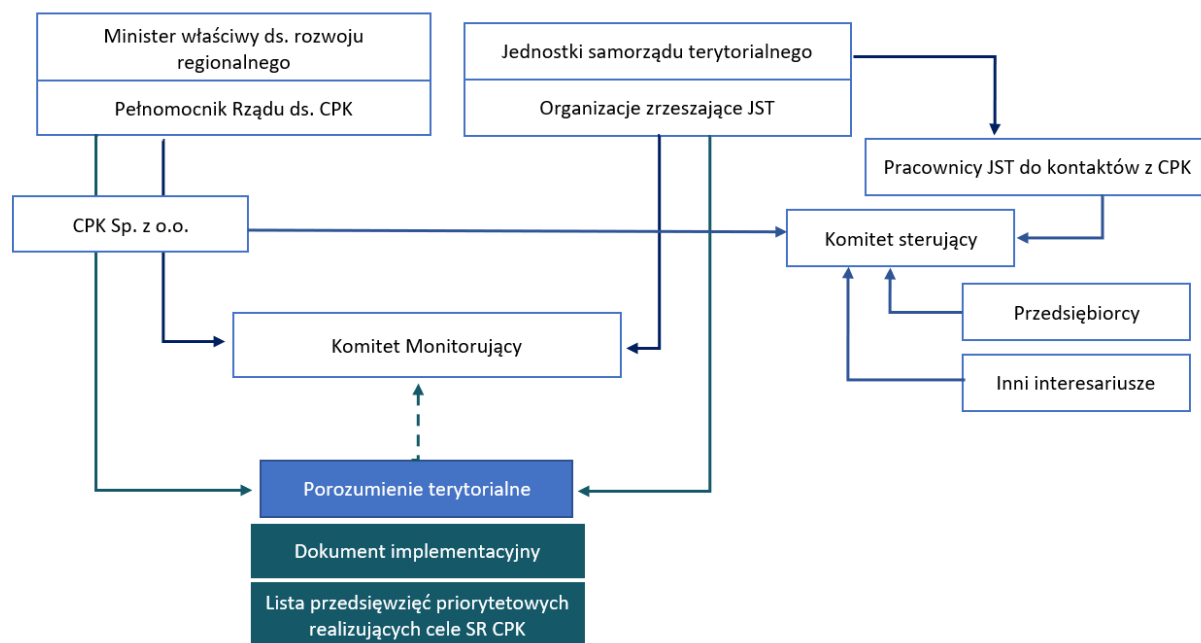 Minister właściwy ds. rozwoju
regionalnego
Pełnomocnik Rządu ds. CPK
Jednostki samorządu terytorialnego
Organizacje zrzeszające JST
Pracownicy JST do kontaktów z CPK
CPK Sp. z o.o.
Komitet sterujący
Przedsiębiorcy
Komitet Monitorujący
Inni interesariusze
Porozumienie terytorialne
Dokument implementacyjny
Lista przedsięwzięć priorytetowych
realizujących cele SR CPK